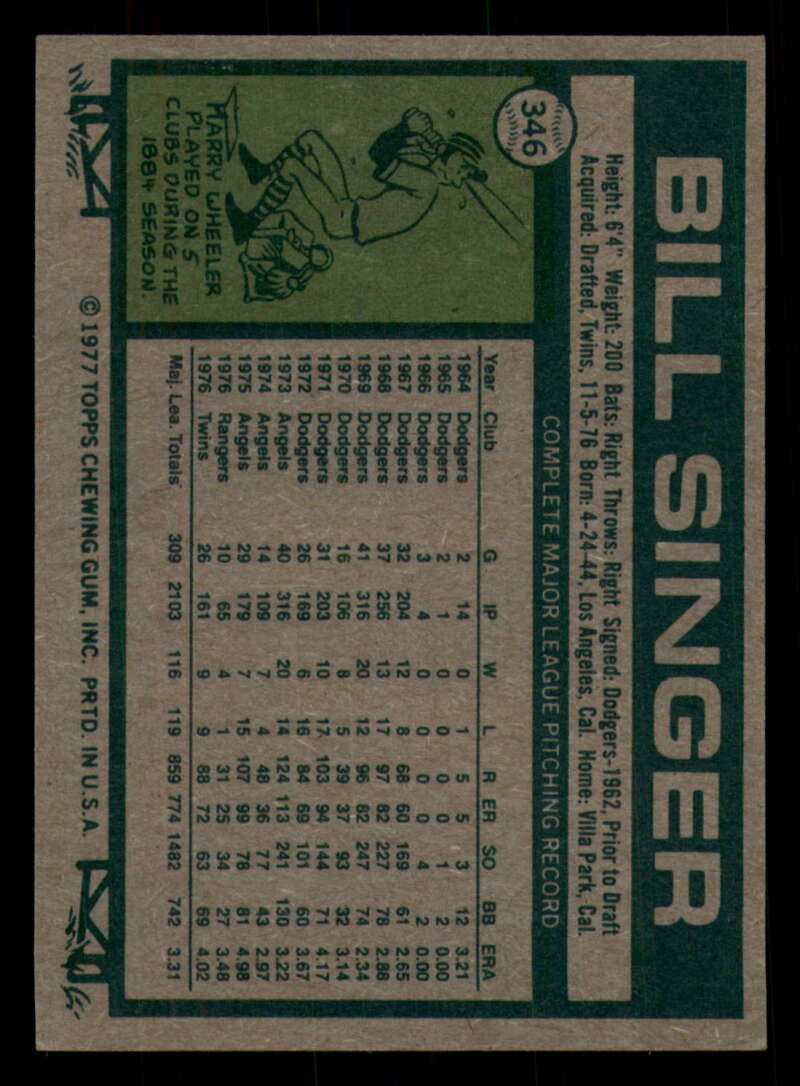 BILL SINGER
346
Height: 6'4" Weight: 200 Bats: Right Throws: Right Signed: Dodgers-1962, Prior to Draft
Acquired: Drafted, Twins, 11-5-76 Born: 4-24-44, Los Angeles, Cal. Home: Villa Park, Cal.
HARRY WHEELER
PLAYED ON 5
CLUBS DURING THE
1884 SEASON.
COMPLETE MAJOR LEAGUE PITCHING RECORD
Year Club G IP W L R ER SO BB ERA
1964 Dodgers 2 14 0 1 5 5 3 12 3.21
1965 Dodgers 2 1 0 0 0 0 1 2 0.00
1966 Dodgers 3 4 0 0 0 0 4 2 0.00
1967 Dodgers 32 204 12 8 68 60 169 61 2.65
1968 Dodgers 37 256 13 17 97 82 227 78 2.88
1969 Dodgers 41 316 20 12 96 82 247 74 2.34
1970 Dodgers 16 106 8 5 39 37 93 32 3.14
1971 Dodgers 31 203 10 17 103 94 144 71 4.17
1972 Dodgers 26 169 6 16 84 69 101 60 3.67
1973 Angels 40 316 20 14 124 113 241 130 3.22
1974 Angels 14 109 7 4 48 36 77 43 2.97
1975 Angels 29 179 7 15 107 99 78 81 4.98
1976 Rangers 10 65 4 1 31 25 34 27 3.48
1976 Twins 26 161 9 9 88 72 63 69 4.02
Maj. Lea. Totals 309 2103 116 119 859 774 1482 742 3.31
© 1977 TOPPS CHEWING GUM, INC. PRTD. IN U.S.A.